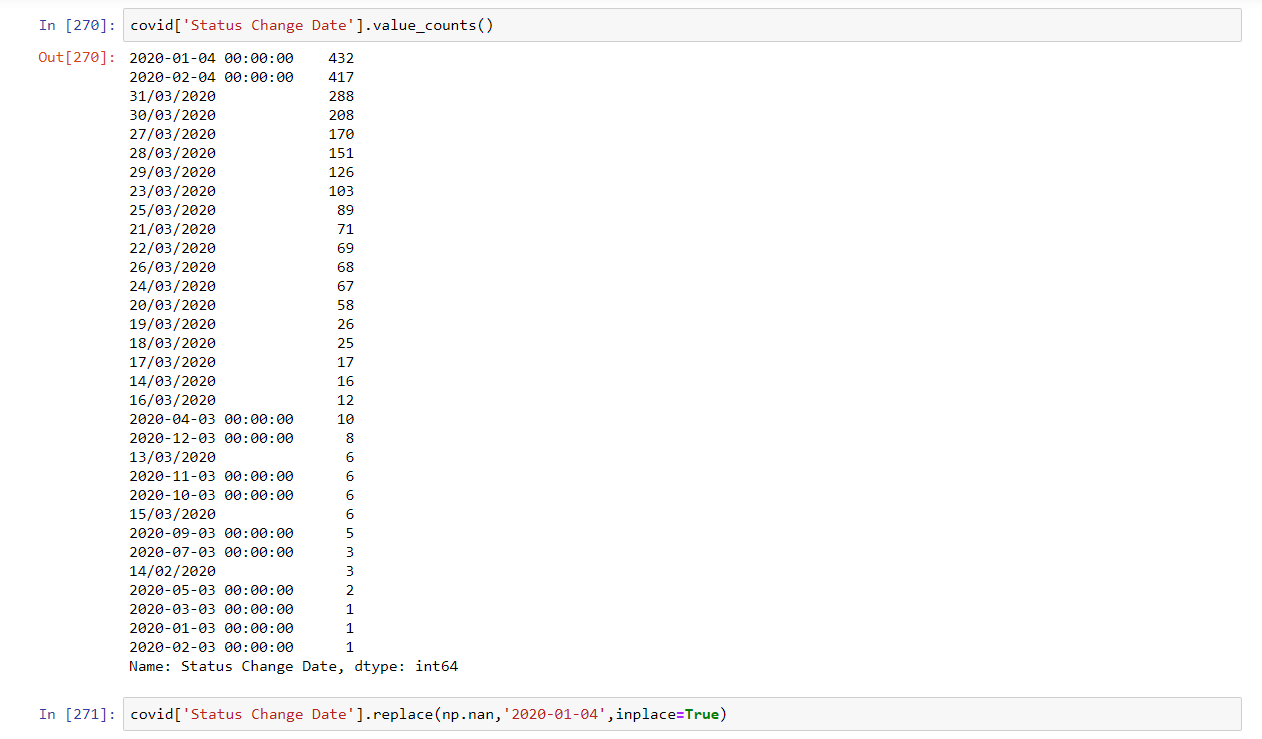 In [270]: covid['Status Change Date'].value_counts()
Out[270]: 2020-01-04 00:00:00    432
2020-02-04 00:00:00    417
31/03/2020             288
30/03/2020             208
27/03/2020             170
28/03/2020             151
29/03/2020             126
23/03/2020             103
25/03/2020              89
21/03/2020              71
22/03/2020              69
26/03/2020              68
24/03/2020              67
20/03/2020              58
19/03/2020              26
18/03/2020              25
17/03/2020              17
14/03/2020              16
16/03/2020              12
2020-04-03 00:00:00     10
2020-12-03 00:00:00      8
13/03/2020               6
2020-11-03 00:00:00      6
2020-10-03 00:00:00      6
15/03/2020               6
2020-09-03 00:00:00      5
2020-07-03 00:00:00      3
14/02/2020               3
2020-05-03 00:00:00      2
2020-03-03 00:00:00      1
2020-01-03 00:00:00      1
2020-02-03 00:00:00      1
Name: Status Change Date, dtype: int64
In [271]: covid['Status Change Date'].replace(np.nan,'2020-01-04',inplace=True)